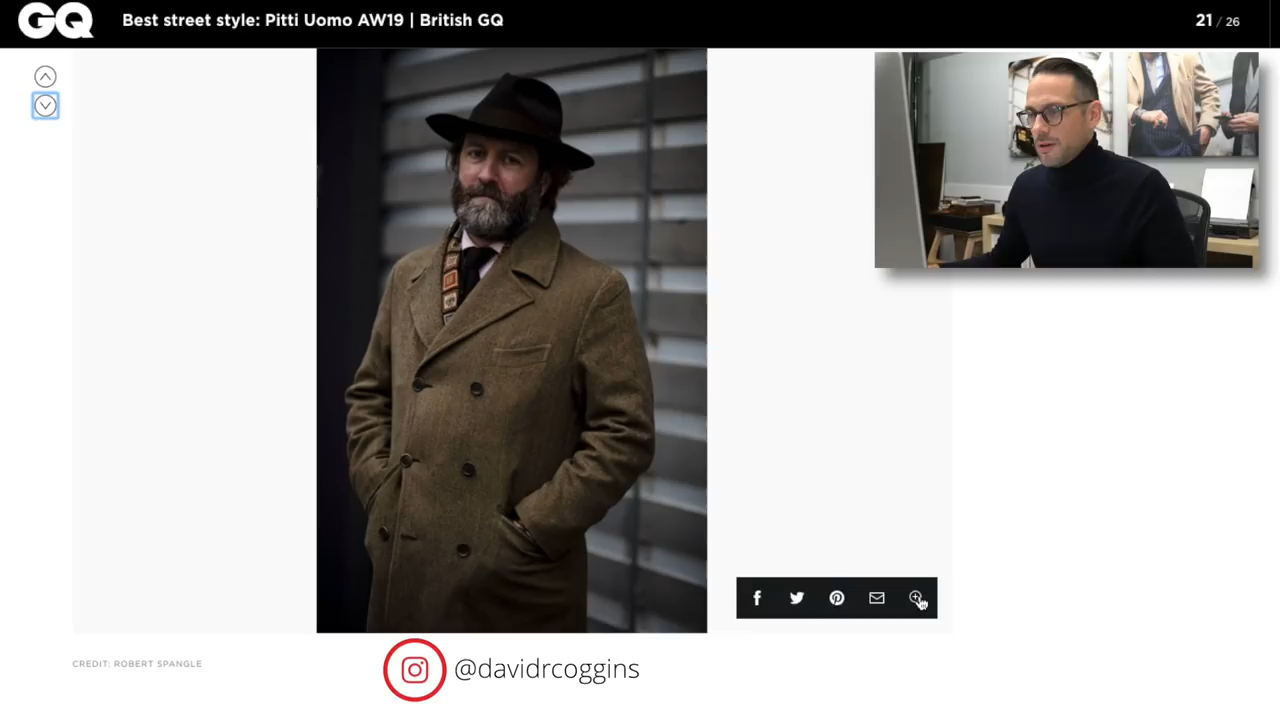 GQ
Best street style: Pitti Uomo AW19 | British GQ
21 / 26
CREDIT: ROBERT SPANGLE
@davidrcoggins